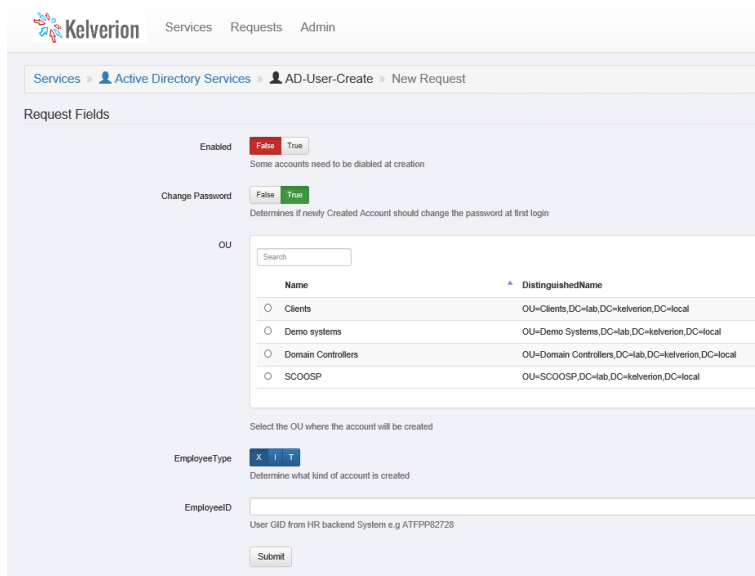 Kelverion Services Requests Admin
Services » Active Directory Services » AD-User-Create » New Request
Request Fields
Enabled False True
Some accounts need to be diabled at creation
Change Password False True
Determines if newly Created Account should change the password at first login
OU
Search
Name DistinguishedName
Clients OU=Clients,DC=lab,DC=kelverion,DC=local
Demo systems OU=Demo Systems,DC=lab,DC=kelverion,DC=local
Domain Controllers OU=Domain Controllers,DC=lab,DC=kelverion,DC=local
SCOOSP OU=SCOOSP,DC=lab,DC=kelverion,DC=local
Select the OU where the account will be created
EmployeeType X I T
Determine what kind of account is created
EmployeeID
User GID from HR backend System e.g ATFPP82728
Submit